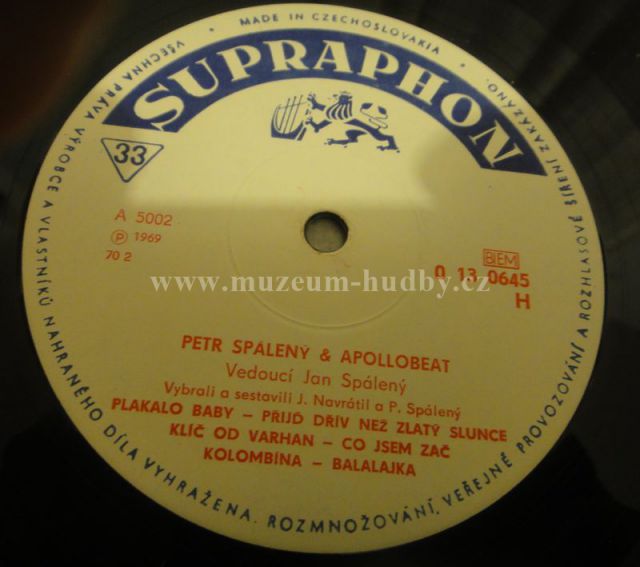 VŠECHNA PRÁVA VÝROBCE A VLASTNÍKŮ NAHRANÉHO DÍLA VYHRAŽENA. ROZMNOŽOVÁNÍ, VEŘEJNÉ PROVOZOVÁNÍ A ROZHLASOVÉ ŠÍŘENÍ ZAKÁZÁNO.
• MADE IN CZECHOSLOVAKIA •
SUPRAPHON
33
A 5002
Ⓟ 1969
70 2
BIEM
0 13 0645
H
www.muzeum-hudby.cz
PETR SPÁLENÝ & APOLLOBEAT
Vedoucí Jan Spálený
Vybrali a sestavili J. Navrátil a P. Spálený
PLAKALO BABY – PŘIJĎ DŘÍV NEŽ ZLATÝ SLUNCE
KLÍČ OD VARHAN – CO JSEM ZAČ
KOLOMBÍNA – BALALAJKA